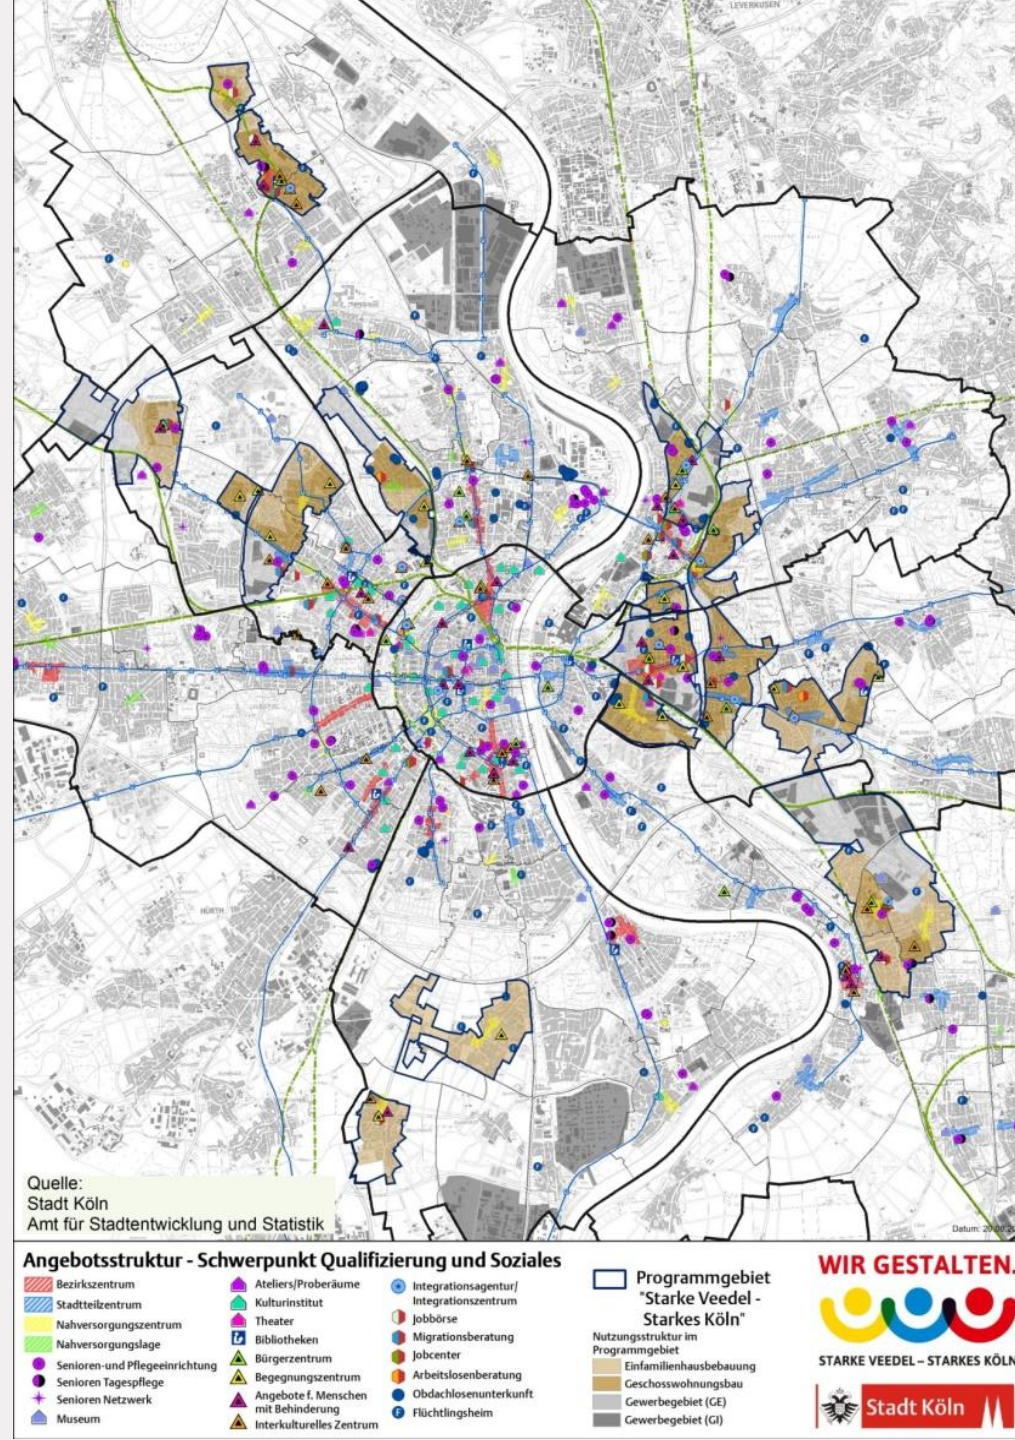 LEVERKUSEN
HÜRTH
Quelle:
Stadt Köln
Amt für Stadtentwicklung und Statistik
Datum:
Angebotsstruktur - Schwerpunkt Qualifizierung und Soziales
Bezirkszentrum
Stadtteilzentrum
Nahversorgungszentrum
Nahversorgungslage
Senioren-und Pflegeeinrichtung
Senioren Tagespflege
Senioren Netzwerk
Museum
Ateliers/Proberäume
Kulturinstitut
Theater
Bibliotheken
Bürgerzentrum
Begegnungszentrum
Angebote f. Menschen
mit Behinderung
Interkulturelles Zentrum
Integrationsagentur/
Integrationszentrum
Jobbörse
Migrationsberatung
Jobcenter
Arbeitslosenberatung
Obdachlosenunterkunft
Flüchtlingsheim
Programmgebiet
"Starke Veedel -
Starkes Köln"
Nutzungsstruktur im
Programmgebiet
Einfamilienhausbebauung
Geschosswohnungsbau
Gewerbegebiet (GE)
Gewerbegebiet (GI)
WIR GESTALTEN.
STARKE VEEDEL – STARKES KÖLN
Stadt Köln